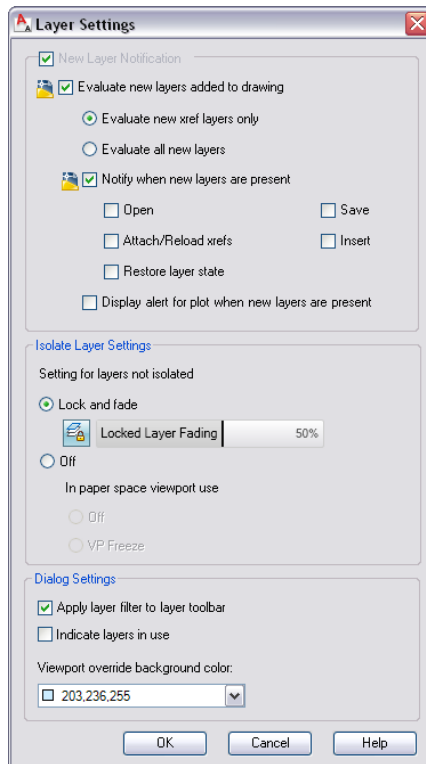 Layer Settings
New Layer Notification
Evaluate new layers added to drawing
Evaluate new xref layers only
Evaluate all new layers
Notify when new layers are present
Open Save
Attach/Reload xrefs Insert
Restore layer state
Display alert for plot when new layers are present
Isolate Layer Settings
Setting for layers not isolated
Lock and fade
Locked Layer Fading 50%
Off
In paper space viewport use
Off
VP Freeze
Dialog Settings
Apply layer filter to layer toolbar
Indicate layers in use
Viewport override background color:
203,236,255
OK Cancel Help